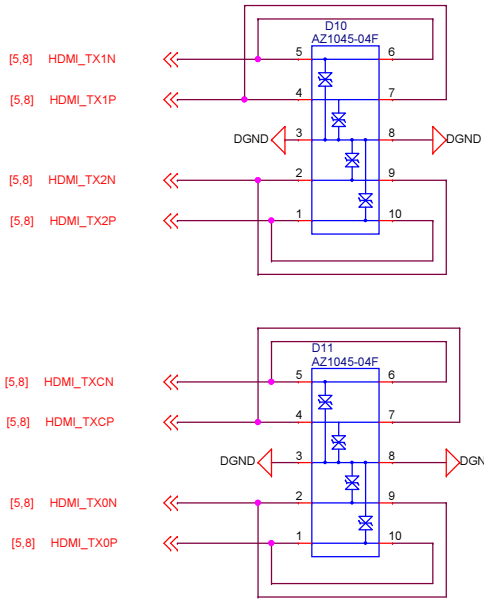 D10
AZ1045-04F
[5,8] HDMI_TX1N 5 6
[5,8] HDMI_TX1P 4 7
DGND 3 8 DGND
[5,8] HDMI_TX2N 2 9
[5,8] HDMI_TX2P 1 10
D11
AZ1045-04F
[5,8] HDMI_TXCN 5 6
[5,8] HDMI_TXCP 4 7
DGND 3 8 DGN
[5,8] HDMI_TX0N 2 9
[5,8] HDMI_TX0P 1 10